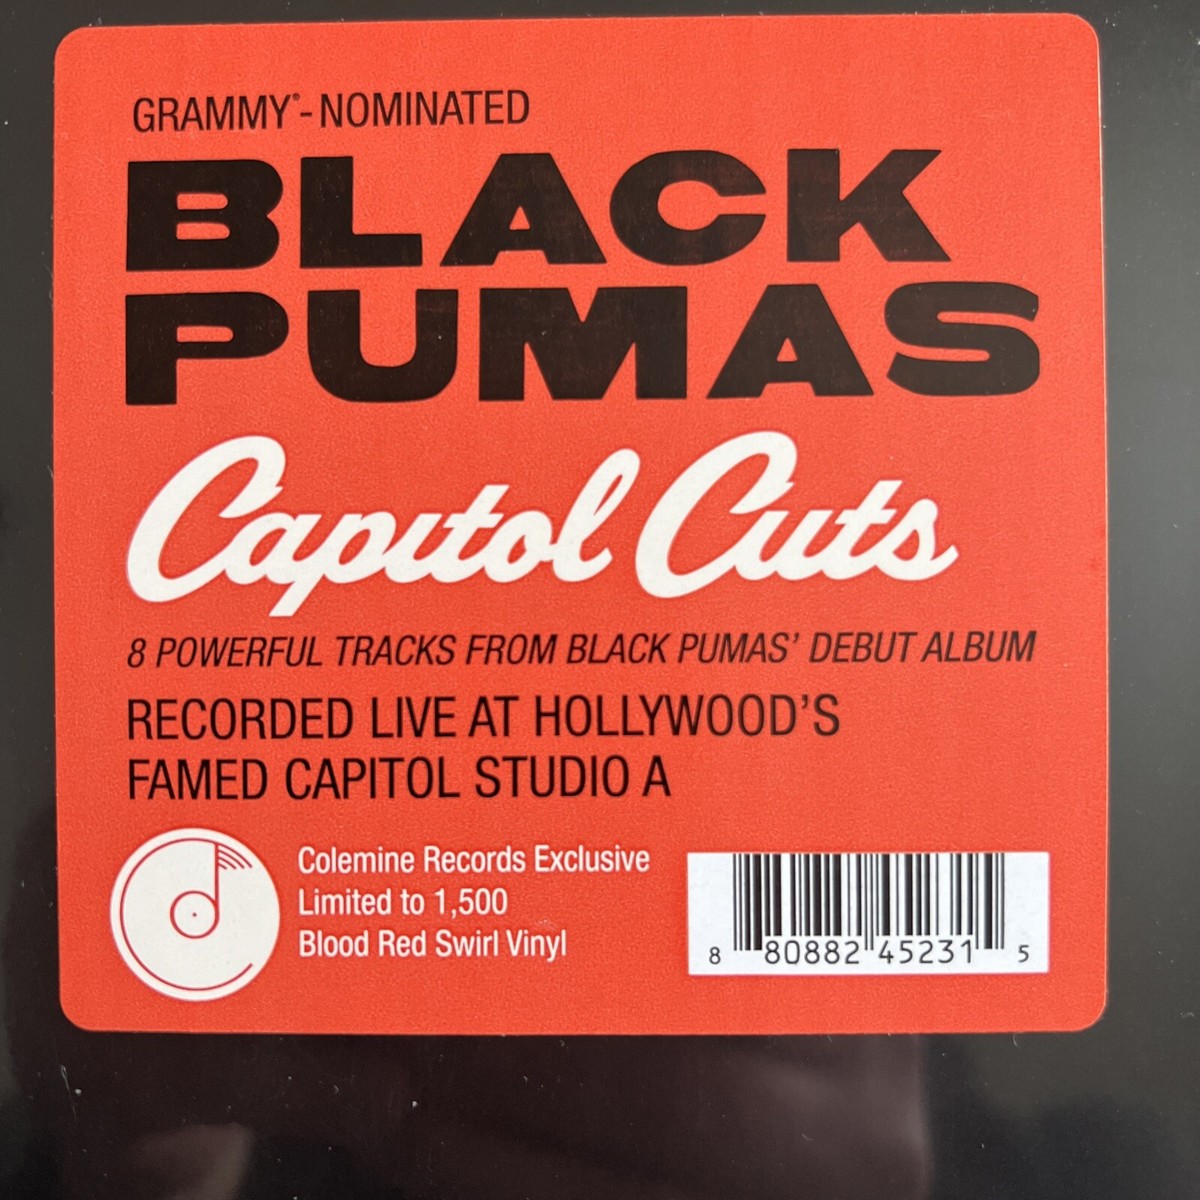 GRAMMY®-NOMINATED
BLACK
PUMAS
Capitol Cuts
8 POWERFUL TRACKS FROM BLACK PUMAS' DEBUT ALBUM
RECORDED LIVE AT HOLLYWOOD'S
FAMED CAPITOL STUDIO A
Colemine Records Exclusive
Limited to 1,500
Blood Red Swirl Vinyl
8 80882 45231 5